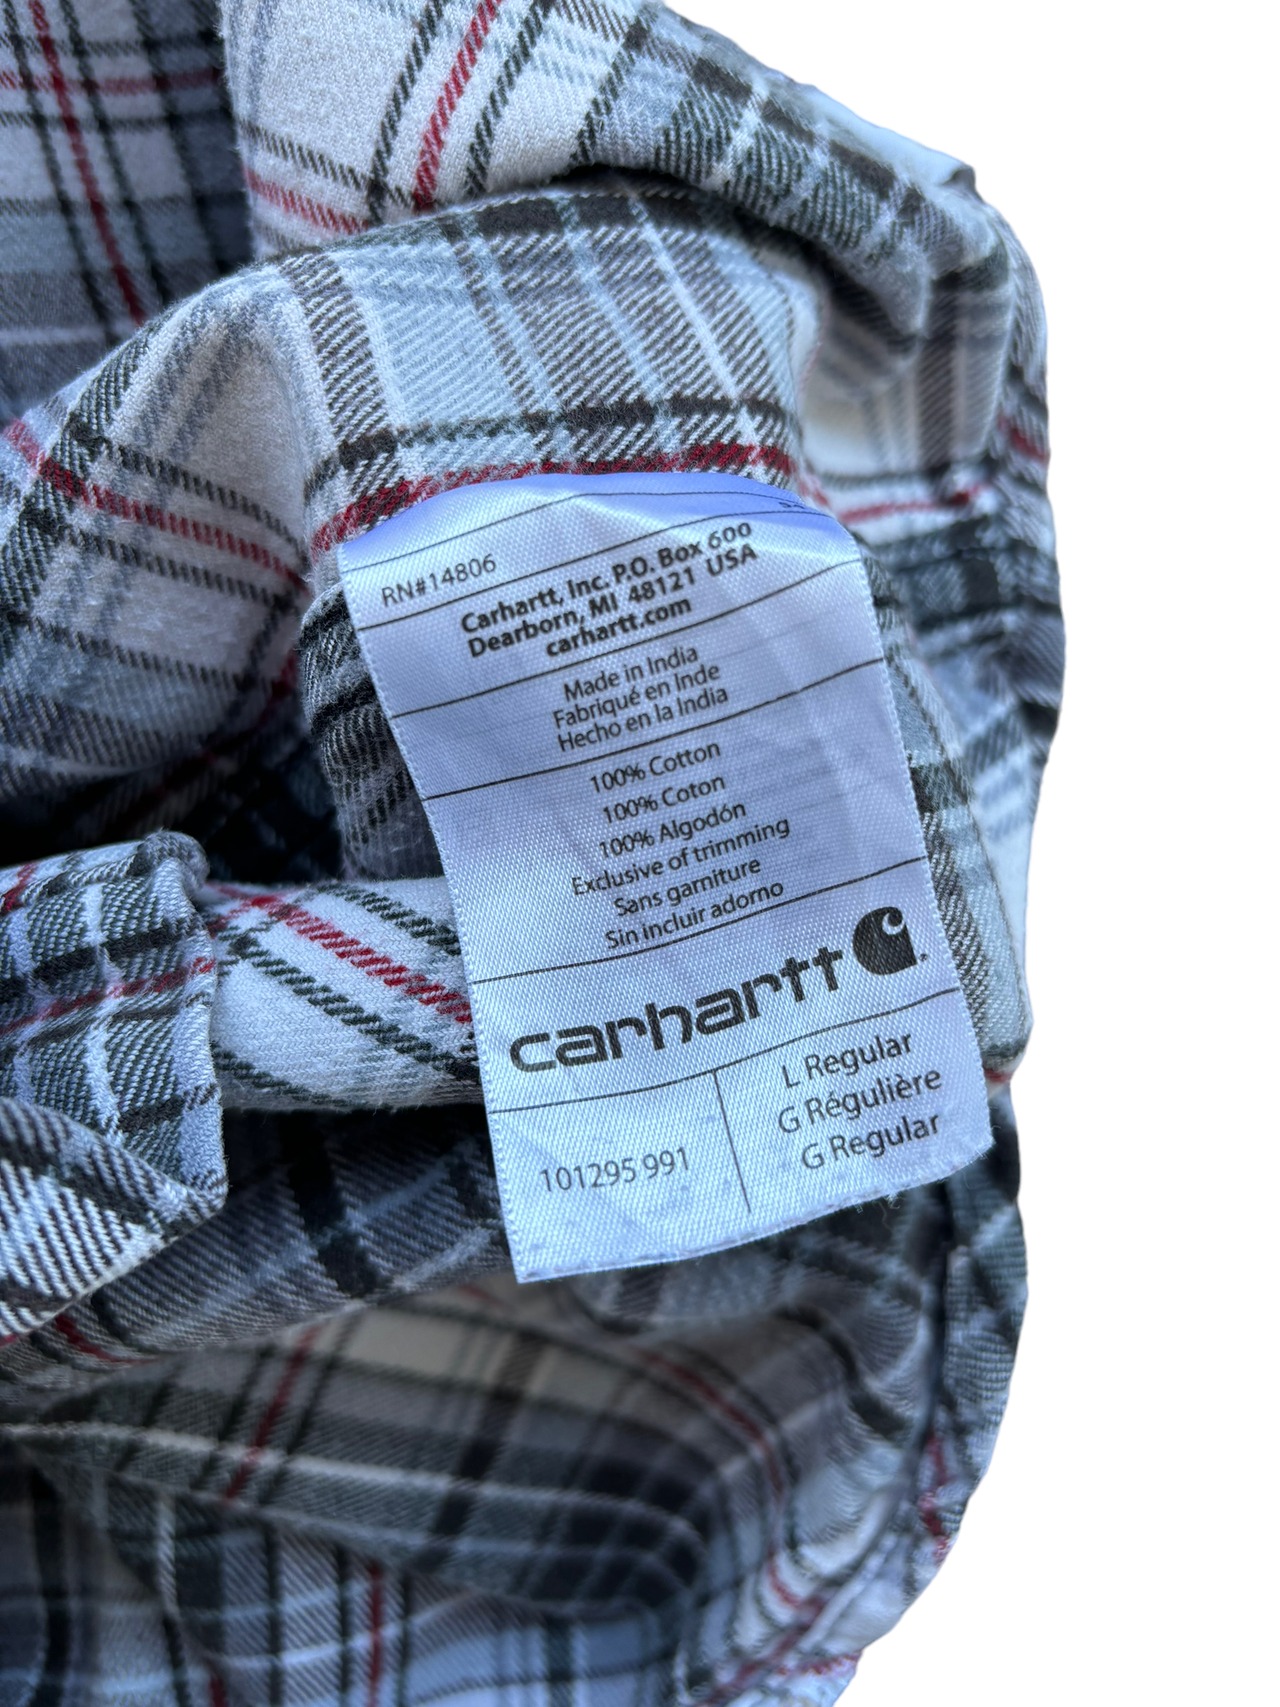 RN#14806
Carhartt, Inc. P.O. Box 600
Dearborn, MI 48121 USA
carhartt.com
Made in India
Fabriqué en Inde
Hecho en la India
100% Cotton
100% Coton
100% Algodón
Exclusive of trimming
Sans garniture
Sin incluir adorno
carhartt
L Regular
G Régulière
G Regular
101295 991